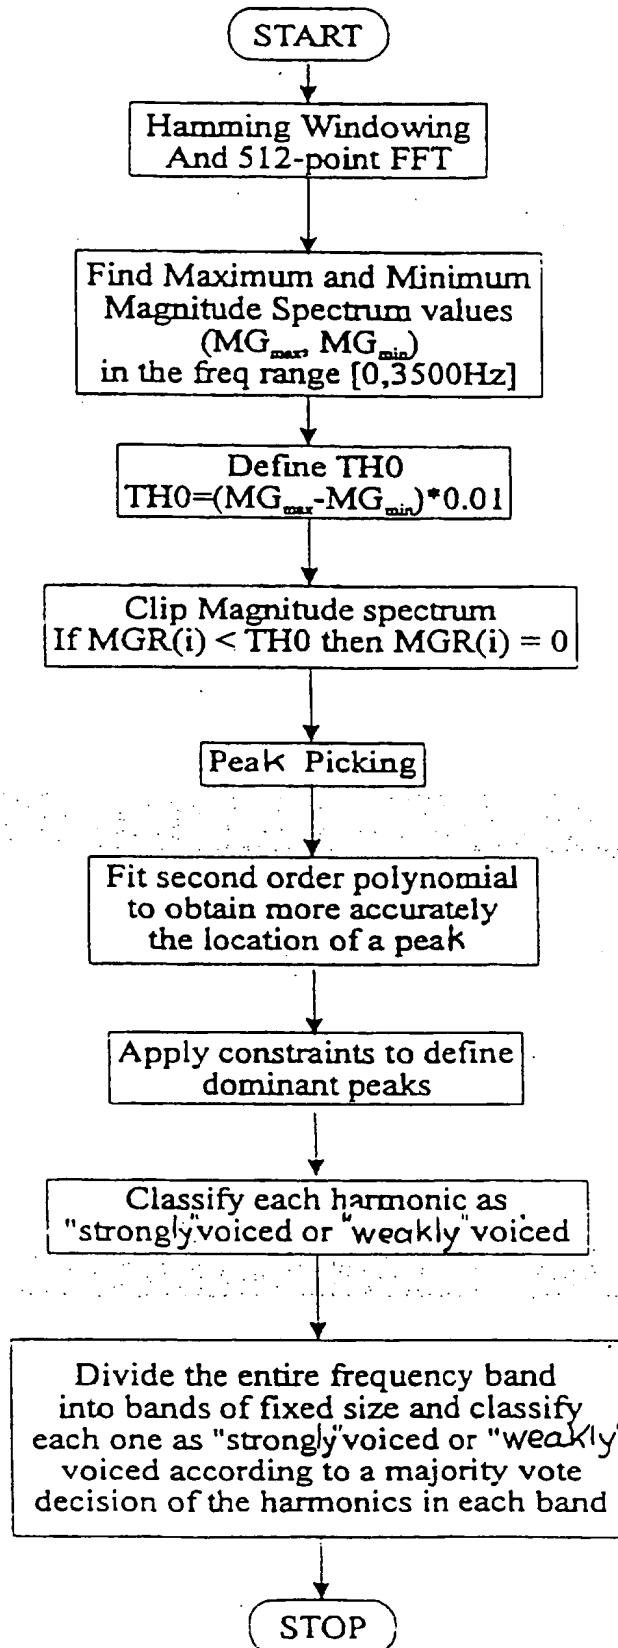 START
Hamming Windowing
And 512-point FFT
Find Maximum and Minimum
Magnitude Spectrum values
(MGmax, MGmin)
in the freq range [0,3500Hz]
Define TH0
TH0=(MGmax-MGmin)*0.01
Clip Magnitude spectrum
If MGR(i) < TH0 then MGR(i) = 0
Peak Picking
Fit second order polynomial
to obtain more accurately
the location of a peak
Apply constraints to define
dominant peaks
Classify each harmonic as
"strongly" voiced or "weakly" voiced
Divide the entire frequency band
into bands of fixed size and classify
each one as "strongly" voiced or "weakly"
voiced according to a majority vote
decision of the harmonics in each band
STOP